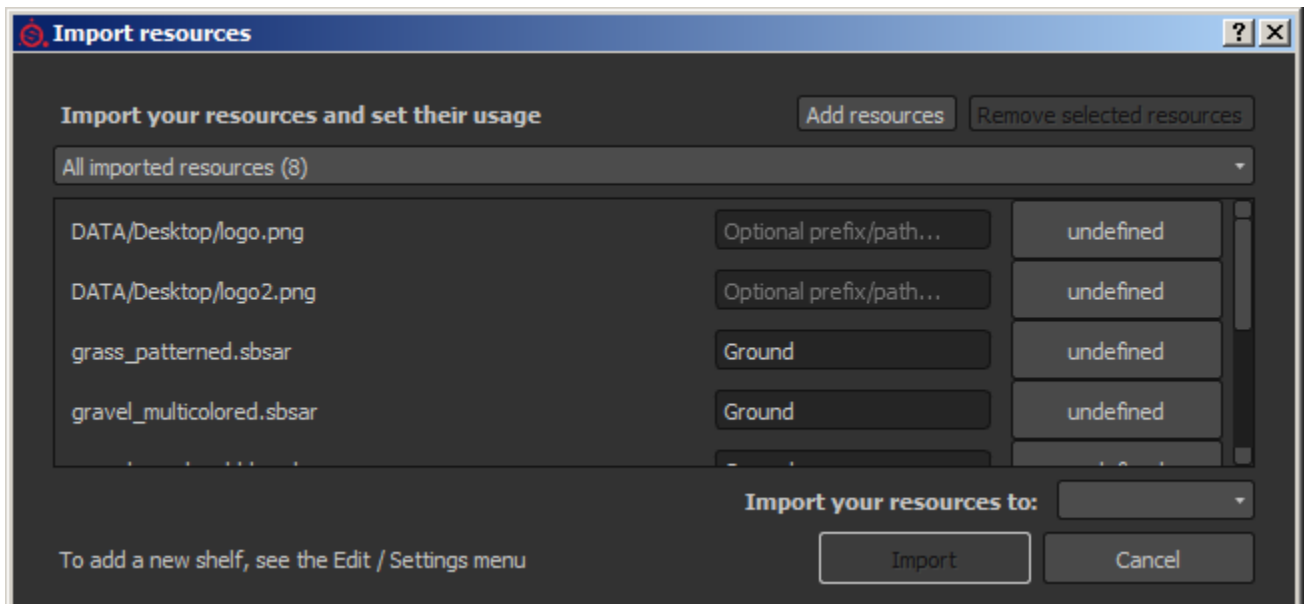 Import resources
Import your resources and set their usage
Add resources
Remove selected resources
All imported resources (8)
DATA/Desktop/logo.png
Optional prefix/path...
undefined
DATA/Desktop/logo2.png
Optional prefix/path...
undefined
grass_patterned.sbsar
Ground
undefined
gravel_multicolored.sbsar
Ground
undefined
Import your resources to:
To add a new shelf, see the Edit / Settings menu
Import
Cancel